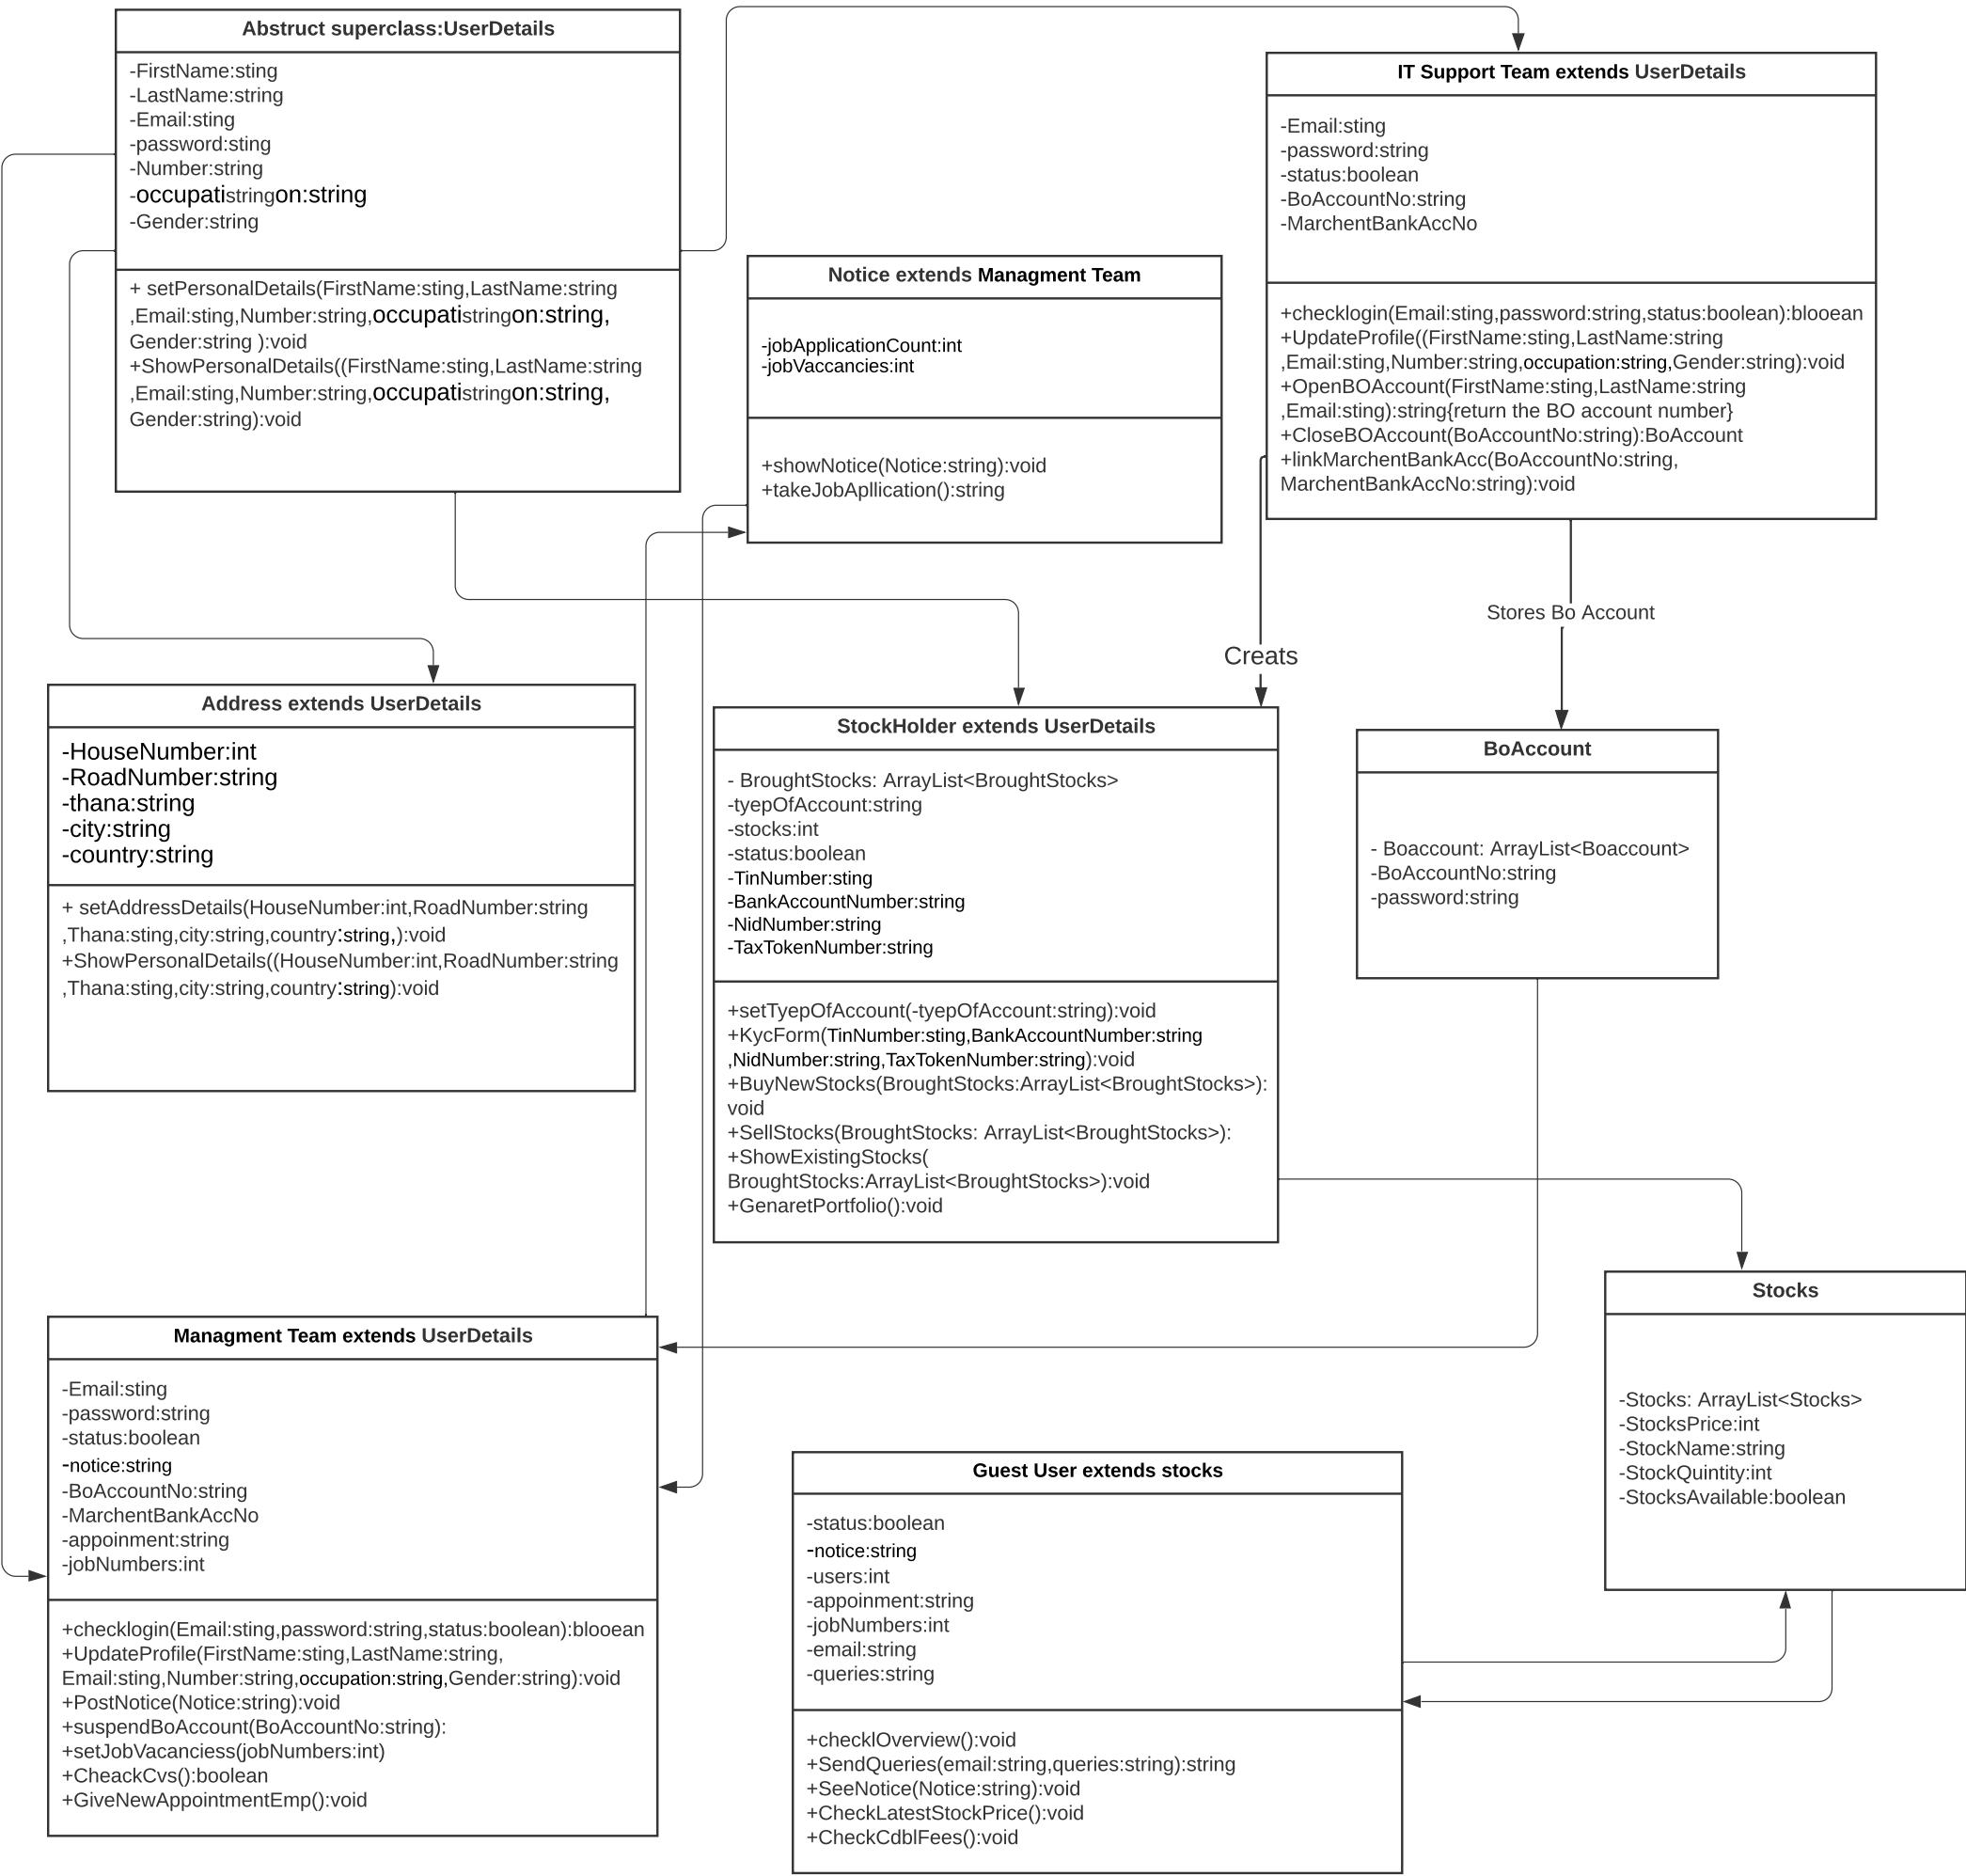 Abstruct superclass:UserDetails
-FirstName:sting
-LastName:string
-Email:sting
-password:sting
-Number:string
-occupatistringon:string
-Gender:string
+ setPersonalDetails(FirstName:sting,LastName:string
,Email:sting,Number:string,occupatistringon:string,
Gender:string ):void
+ShowPersonalDetails((FirstName:sting,LastName:string
,Email:sting,Number:string,occupatistringon:string,
Gender:string):void
IT Support Team extends UserDetails
-Email:sting
-password:string
-status:boolean
-BoAccountNo:string
-MarchentBankAccNo
+checklogin(Email:sting,password:string,status:boolean):blooean
+UpdateProfile((FirstName:sting,LastName:string
,Email:sting,Number:string,occupation:string,Gender:string):void
+OpenBOAccount(FirstName:sting,LastName:string
,Email:sting):string{return the BO account number}
+CloseBOAccount(BoAccountNo:string):BoAccount
+linkMarchentBankAcc(BoAccountNo:string,
MarchentBankAccNo:string):void
Notice extends Managment Team
-jobApplicationCount:int
-jobVaccancies:int
+showNotice(Notice:string):void
+takeJobApllication():string
Stores Bo Account
Creats
Address extends UserDetails
-HouseNumber:int
-RoadNumber:string
-thana:string
-city:string
-country:string
+ setAddressDetails(HouseNumber:int,RoadNumber:string
,Thana:sting,city:string,country:string,):void
+ShowPersonalDetails((HouseNumber:int,RoadNumber:string
,Thana:sting,city:string,country:string):void
StockHolder extends UserDetails
- BroughtStocks: ArrayList<BroughtStocks>
-tyepOfAccount:string
-stocks:int
-status:boolean
-TinNumber:sting
-BankAccountNumber:string
-NidNumber:string
-TaxTokenNumber:string
+setTyepOfAccount(-tyepOfAccount:string):void
+KycForm(TinNumber:sting,BankAccountNumber:string
,NidNumber:string,TaxTokenNumber:string):void
+BuyNewStocks(BroughtStocks:ArrayList<BroughtStocks>):
void
+SellStocks(BroughtStocks: ArrayList<BroughtStocks>):
+ShowExistingStocks(
BroughtStocks:ArrayList<BroughtStocks>):void
+GenaretPortfolio():void
BoAccount
- Boaccount: ArrayList<Boaccount>
-BoAccountNo:string
-password:string
Stocks
-Stocks: ArrayList<Stocks>
-StocksPrice:int
-StockName:string
-StockQuintity:int
-StocksAvailable:boolean
Managment Team extends UserDetails
-Email:sting
-password:string
-status:boolean
-notice:string
-BoAccountNo:string
-MarchentBankAccNo
-appoinment:string
-jobNumbers:int
+checklogin(Email:sting,password:string,status:boolean):blooean
+UpdateProfile(FirstName:sting,LastName:string,
Email:sting,Number:string,occupation:string,Gender:string):void
+PostNotice(Notice:string):void
+suspendBoAccount(BoAccountNo:string):
+setJobVacanciess(jobNumbers:int)
+CheackCvs():boolean
+GiveNewAppointmentEmp():void
Guest User extends stocks
-status:boolean
-notice:string
-users:int
-appoinment:string
-jobNumbers:int
-email:string
-queries:string
+checklOverview():void
+SendQueries(email:string,queries:string):string
+SeeNotice(Notice:string):void
+CheckLatestStockPrice():void
+CheckCdblFees():void